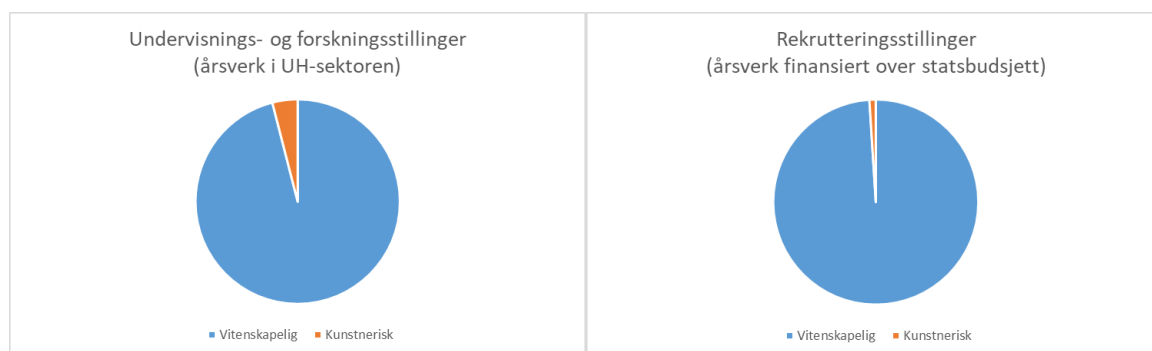 Undervisnings- og forskningsstillinger
(årsverk i UH-sektoren)
Vitenskapelig Kunstnerisk
Rekrutteringsstillinger
(årsverk finansiert over statsbudsjett)
Vitenskapelig Kunstnerisk